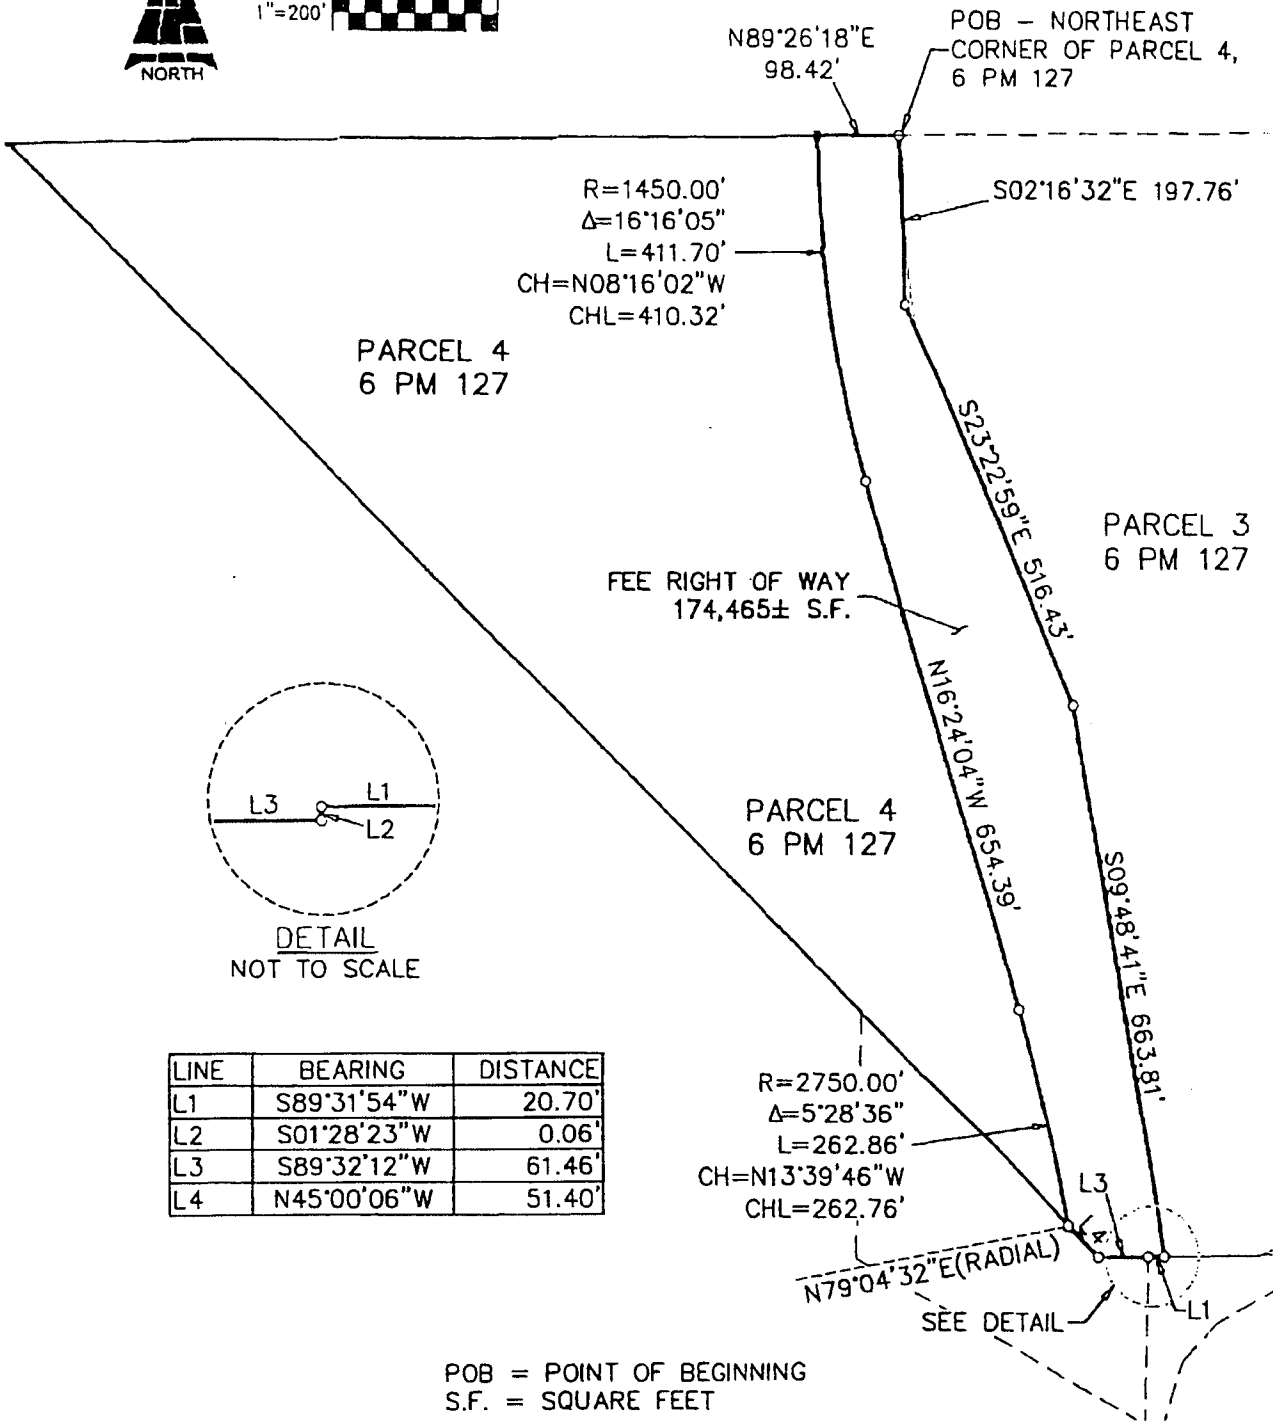 1"=200'
NORTH
N89°26'18"E
98.42'
POB – NORTHEAST
CORNER OF PARCEL 4,
6 PM 127
R=1450.00'
Δ=16°16'05"
L=411.70'
CH=N08°16'02"W
CHL=410.32'
S02°16'32"E 197.76'
PARCEL 4
6 PM 127
S23°22'59"E 516.43'
PARCEL 3
6 PM 127
FEE RIGHT OF WAY
174,465± S.F.
N16°24'04"W 654.39'
L3
L1
L2
DETAIL
NOT TO SCALE
PARCEL 4
6 PM 127
S09°48'41"E 663.81'
LINE BEARING DISTANCE
L1 S89°31'54"W 20.70'
L2 S01°28'23"W 0.06'
L3 S89°32'12"W 61.46'
L4 N45°00'06"W 51.40'
R=2750.00'
Δ=5°28'36"
L=262.86'
CH=N13°39'46"W
CHL=262.76'
L3
L4
N79°04'32"E(RADIAL)
SEE DETAIL
L1
POB = POINT OF BEGINNING
S.F. = SQUARE FEET